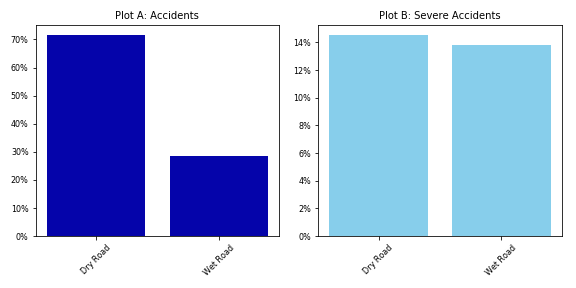 Plot A: Accidents
70%
60%
50%
40%
30%
20%
10%
0%
Dry Road
Wet Road
Plot B: Severe Accidents
14%
12%
10%
8%
6%
4%
2%
0%
Dry Road
Wet Road